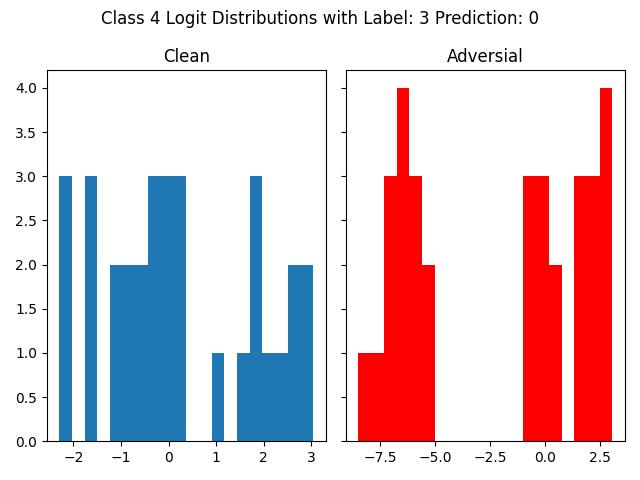 Class 4 Logit Distributions with Label: 3 Prediction: 0
Clean
Adversial
4.0
3.5
3.0
2.5
2.0
1.5
1.0
0.5
0.0
−2 −1 0 1 2 3
−7.5 −5.0 −2.5 0.0 2.5